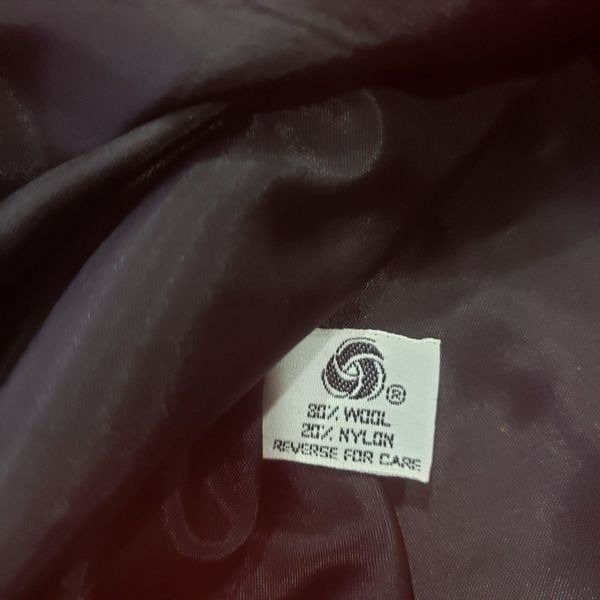 ®
80% WOOL
20% NYLON
REVERSE FOR CARE